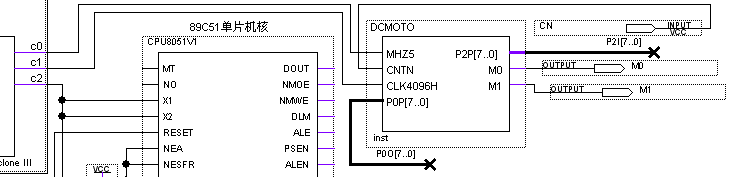 89C51单片机核
DCMOTO
CN
INPUT
VCC
CPU8051V1
c0
c1
c2
MHZ5
P2P[7..0]
P2I[7..0]
MT
DOUT
CNTN
M0
OUTPUT
M0
NO
NMOE
CLK4096H
M1
OUTPUT
M1
X1
NMWE
P0P[7..0]
X2
DLM
RESET
ALE
inst
NEA
PSEN
P0O[7..0]
clone III
VCC
NESFR
ALEN